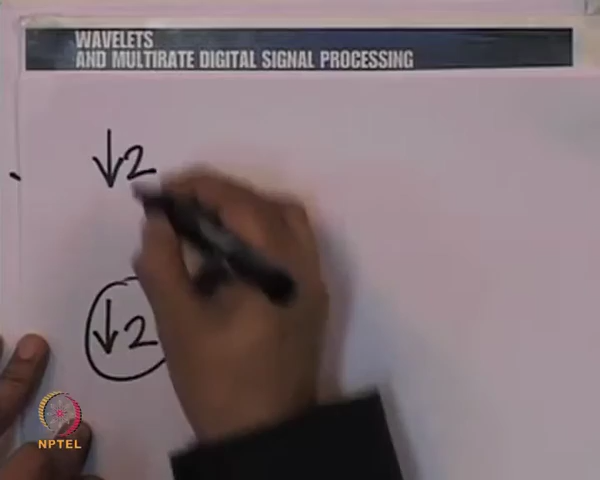 WAVELETS
AND MULTIRATE DIGITAL SIGNAL PROCESSING
↓2
↓2
NPTEL